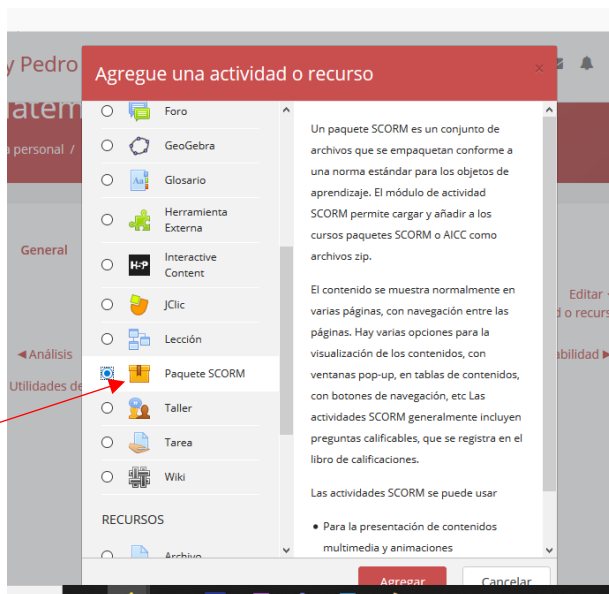 y Pedro
Agregue una actividad o recurso
×
atem
a personal /
General
Editar
d o recurs
◄Análisis
abilidad ►
Utilidades de
Foro
GeoGebra
Glosario
Herramienta
Externa
H-P
Interactive
Content
JClic
Lección
Paquete SCORM
Taller
Tarea
Wiki
RECURSOS
Archivo
Un paquete SCORM es un conjunto de
archivos que se empaquetan conforme a
una norma estándar para los objetos de
aprendizaje. El módulo de actividad
SCORM permite cargar y añadir a los
cursos paquetes SCORM o AICC como
archivos zip.
El contenido se muestra normalmente en
varias páginas, con navegación entre las
páginas. Hay varias opciones para la
visualización de los contenidos, con
ventanas pop-up, en tablas de contenidos,
con botones de navegación, etc Las
actividades SCORM generalmente incluyen
preguntas calificables, que se registra en el
libro de calificaciones.
Las actividades SCORM se puede usar
• Para la presentación de contenidos
multimedia y animaciones
Agregar
Cancelar